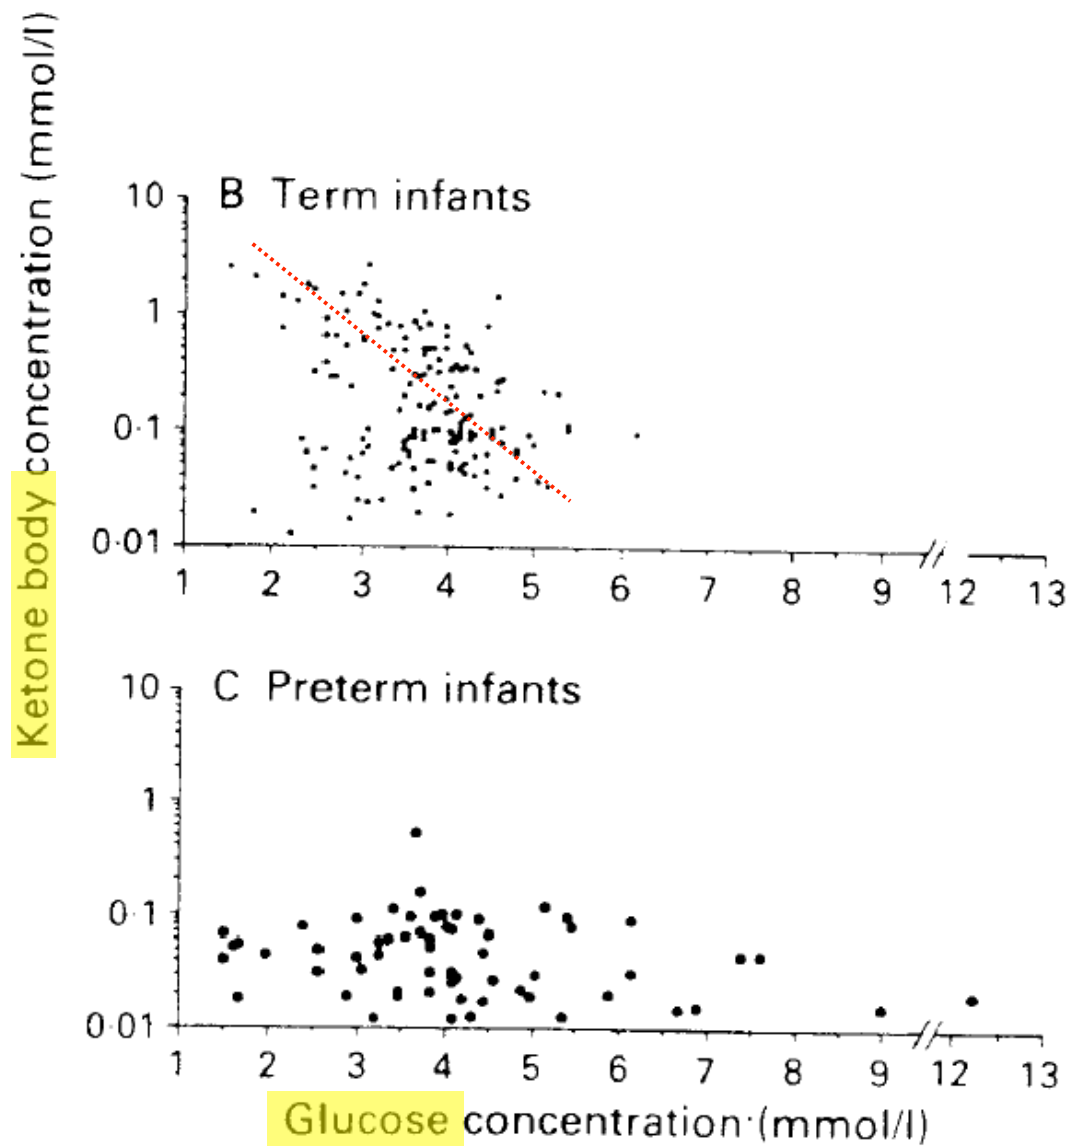 Ketone body concentration (mmol/l)
B Term infants
10
1
0·1
0·01
1 2 3 4 5 6 7 8 9 12 13
C Preterm infants
10
1
0·1
0·01
1 2 3 4 5 6 7 8 9 12 13
Glucose concentration (mmol/l)